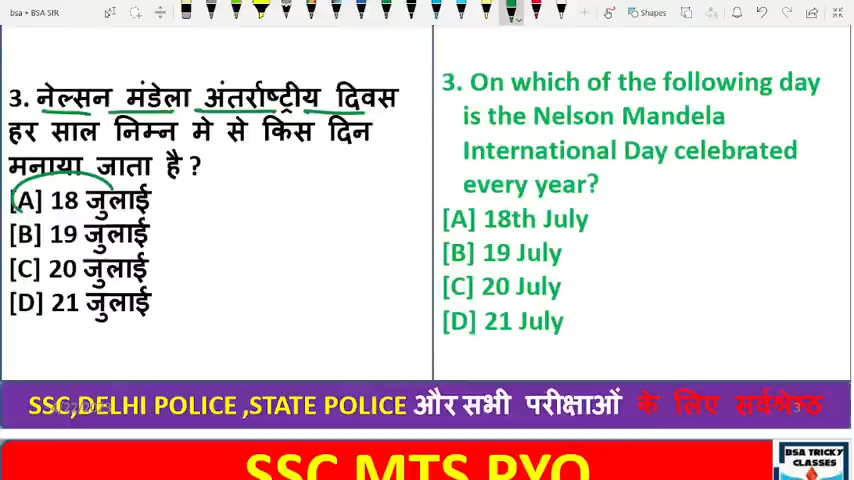 bsa » BSA SIR
Shapes
3. नेल्सन मंडेला अंतर्राष्ट्रीय दिवस
हर साल निम्न मे से किस दिन
मनाया जाता है ?
[A] 18 जुलाई
[B] 19 जुलाई
[C] 20 जुलाई
[D] 21 जुलाई
3. On which of the following day
is the Nelson Mandela
International Day celebrated
every year?
[A] 18th July
[B] 19 July
[C] 20 July
[D] 21 July
SSC,DELHI POLICE ,STATE POLICE और सभी परीक्षाओं के लिए सर्वश्रेष्ठ
3
SSC MTS PYQ
BSA TRICKY
CLASSES